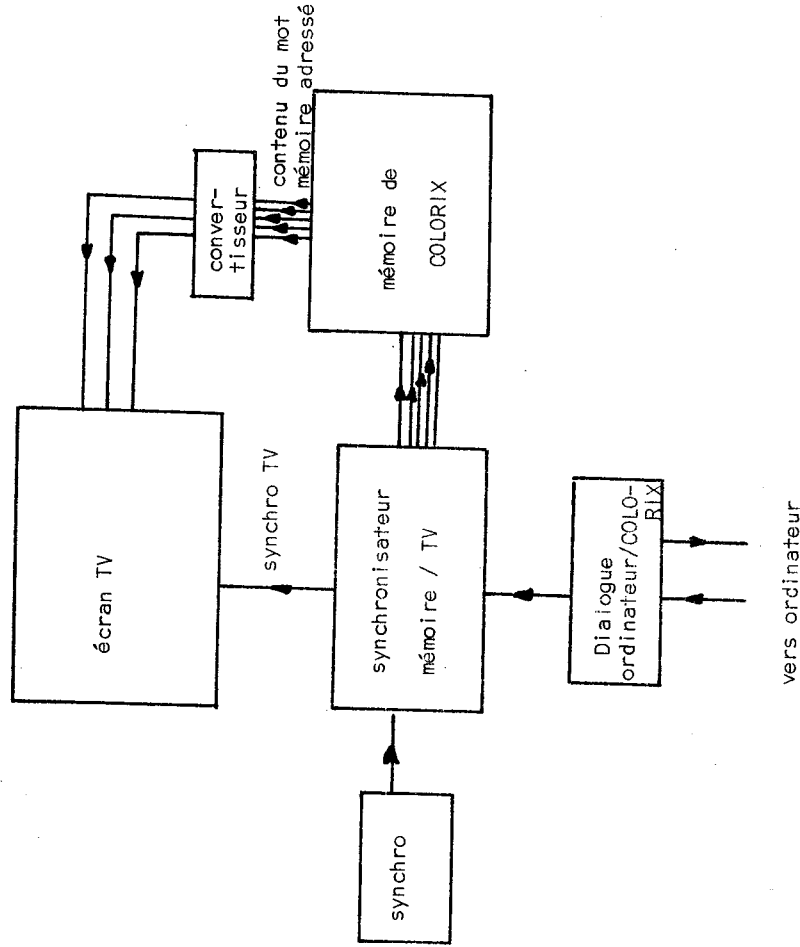 écran TV
synchro TV
conver-
tisseur
contenu du mot
mémoire adressé
mémoire de
COLORIX
synchronisateur
mémoire / TV
synchro
Dialogue
ordinateur/COLO-
RIX
vers ordinateur